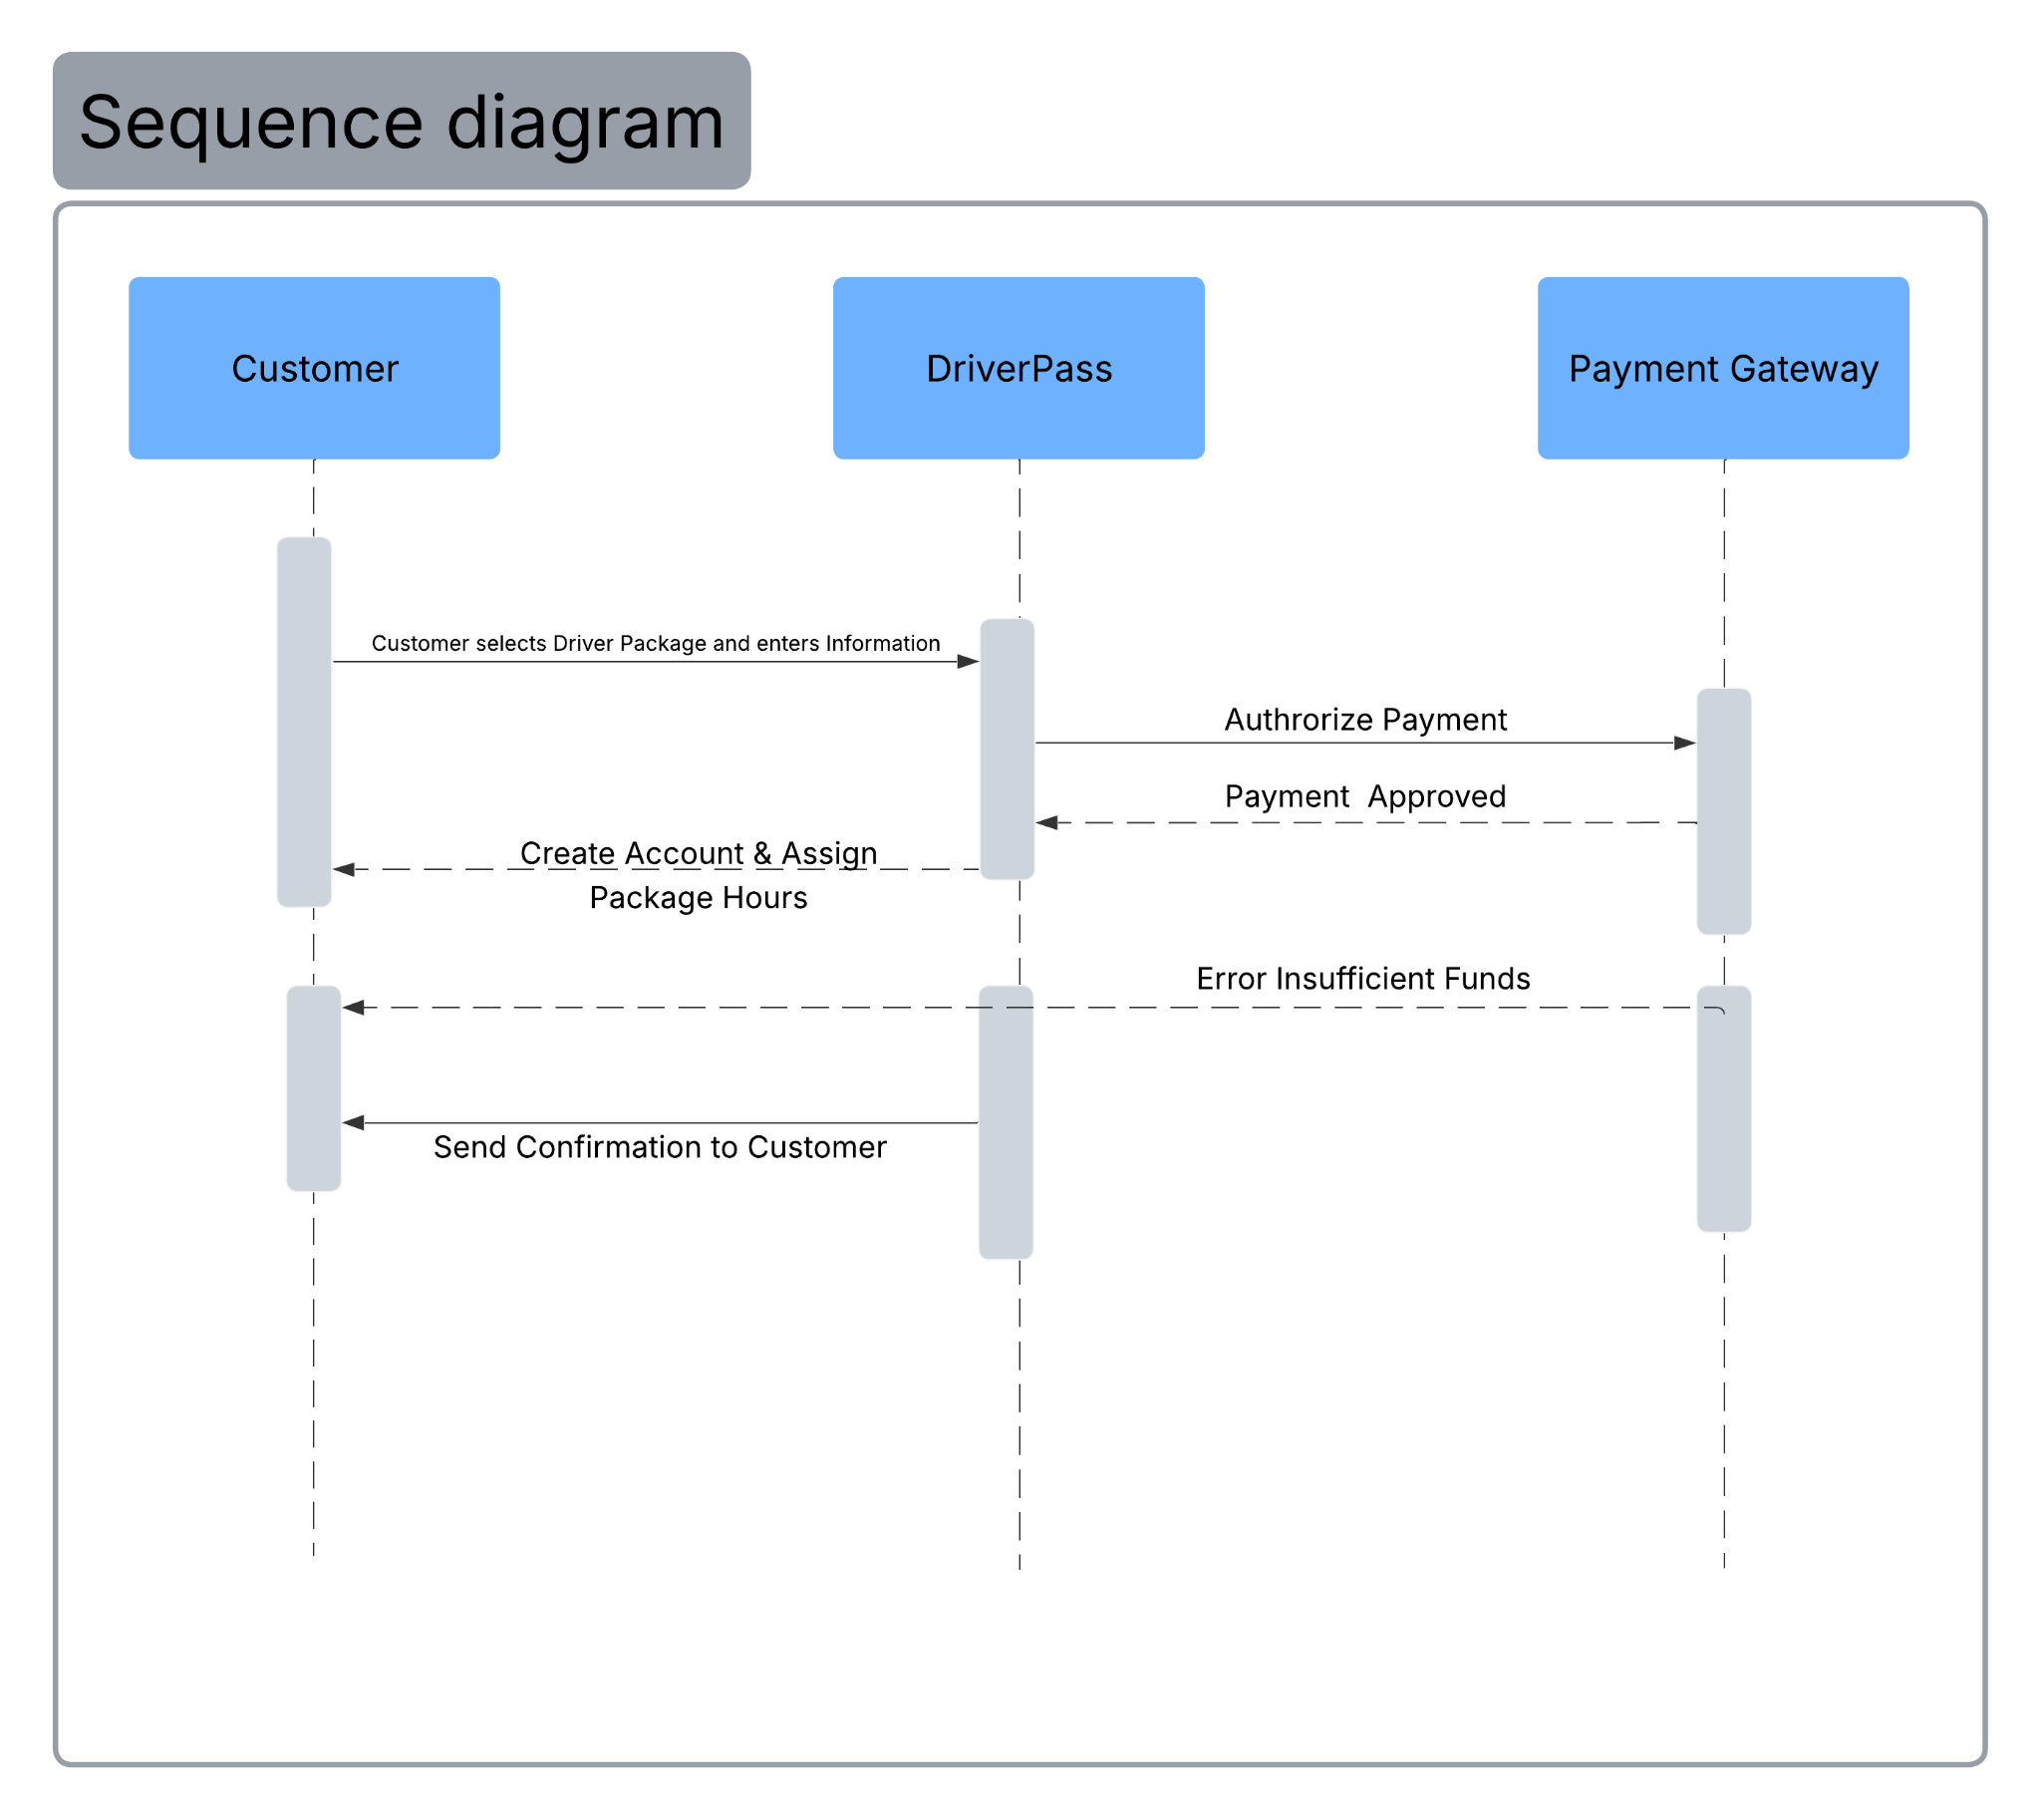 Sequence diagram
Customer
DriverPass
Payment Gateway
Customer selects Driver Package and enters Information
Authrorize Payment
Payment  Approved
Create Account & Assign
Package Hours
Error Insufficient Funds
Send Confirmation to Customer